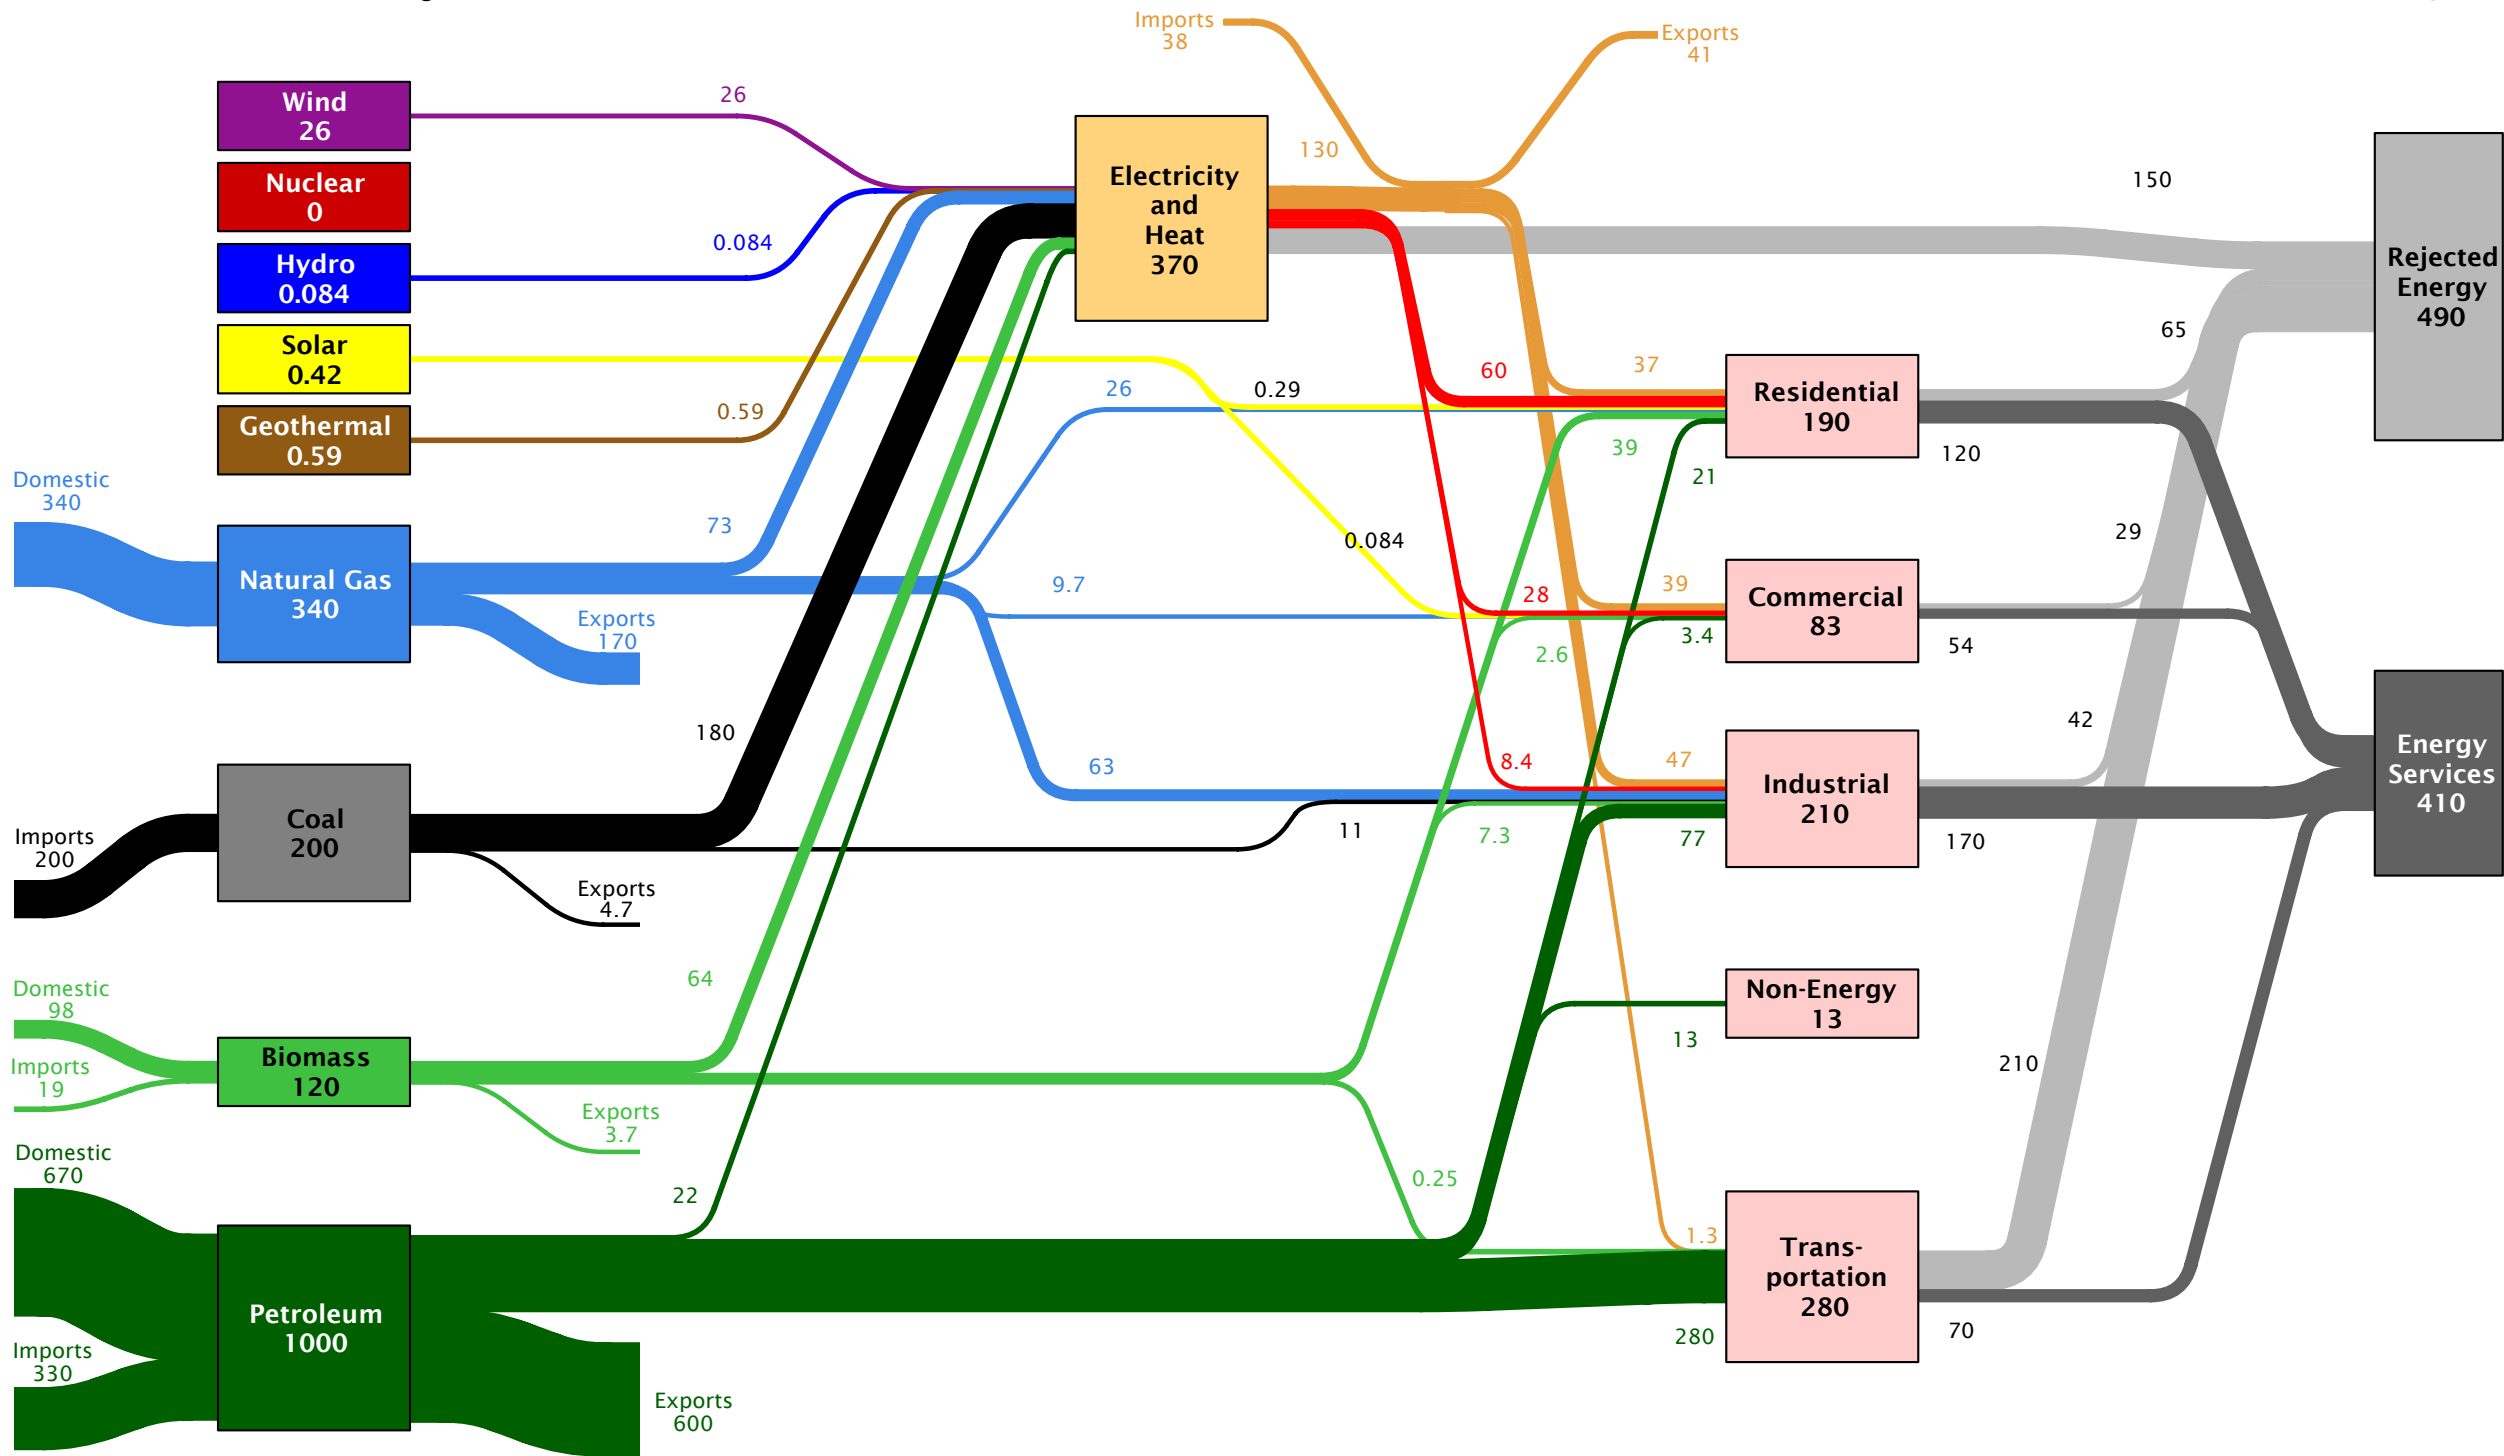 Imports
38
Exports
41
Wind
26
26
Nuclear
0
Hydro
0.084
0.084
Solar
0.42
Geothermal
0.59
0.59
Electricity
and
Heat
370
130
150
Rejected
Energy
490
65
Domestic
340
Natural Gas
340
73
Exports
170
26
0.29
0.084
9.7
63
60
37
39
21
Residential
190
120
29
28
39
2.6
3.4
Commercial
83
54
42
Imports
200
Coal
200
180
Exports
4.7
11
8.4
47
7.3
77
Industrial
210
170
Energy
Services
410
Domestic
98
Imports
19
Biomass
120
64
Exports
3.7
0.25
Non-Energy
13
13
210
Domestic
670
Imports
330
Petroleum
1000
22
Exports
600
1.3
280
Trans-
portation
280
70